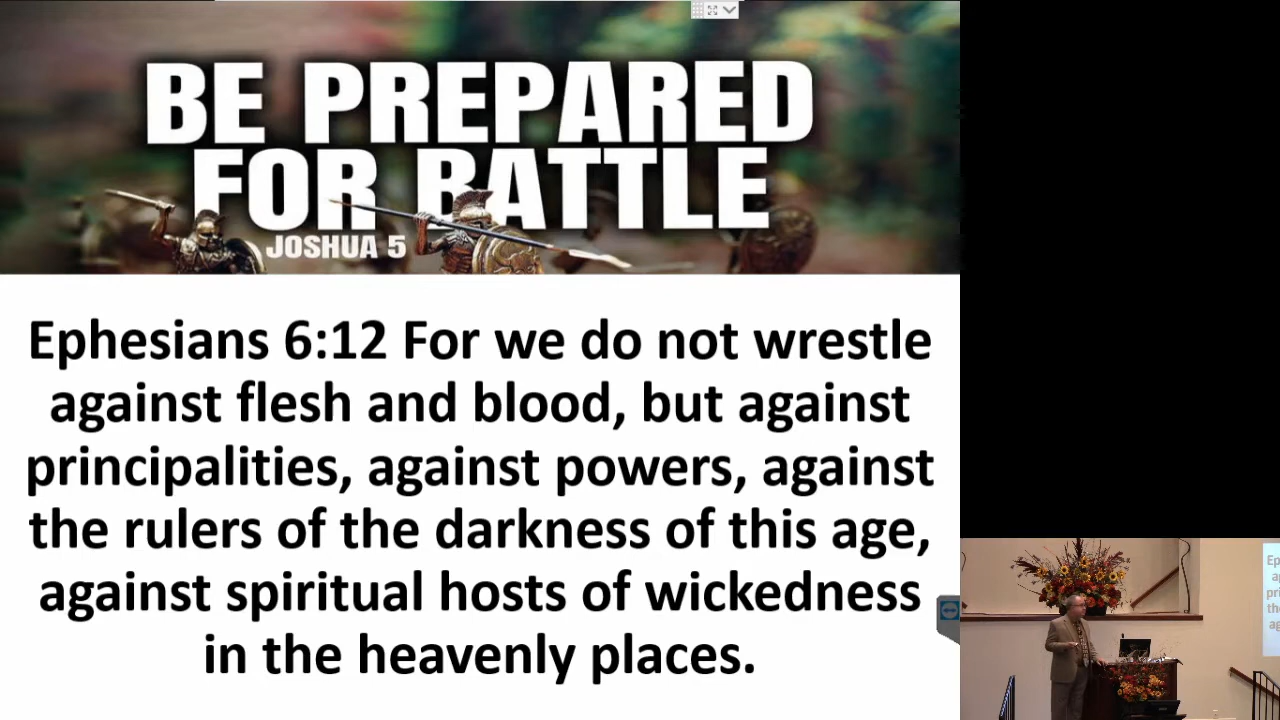 BE PREPARED
FOR BATTLE
JOSHUA 5
Ephesians 6:12 For we do not wrestle
against flesh and blood, but against
principalities, against powers, against
the rulers of the darkness of this age,
against spiritual hosts of wickedness
in the heavenly places.